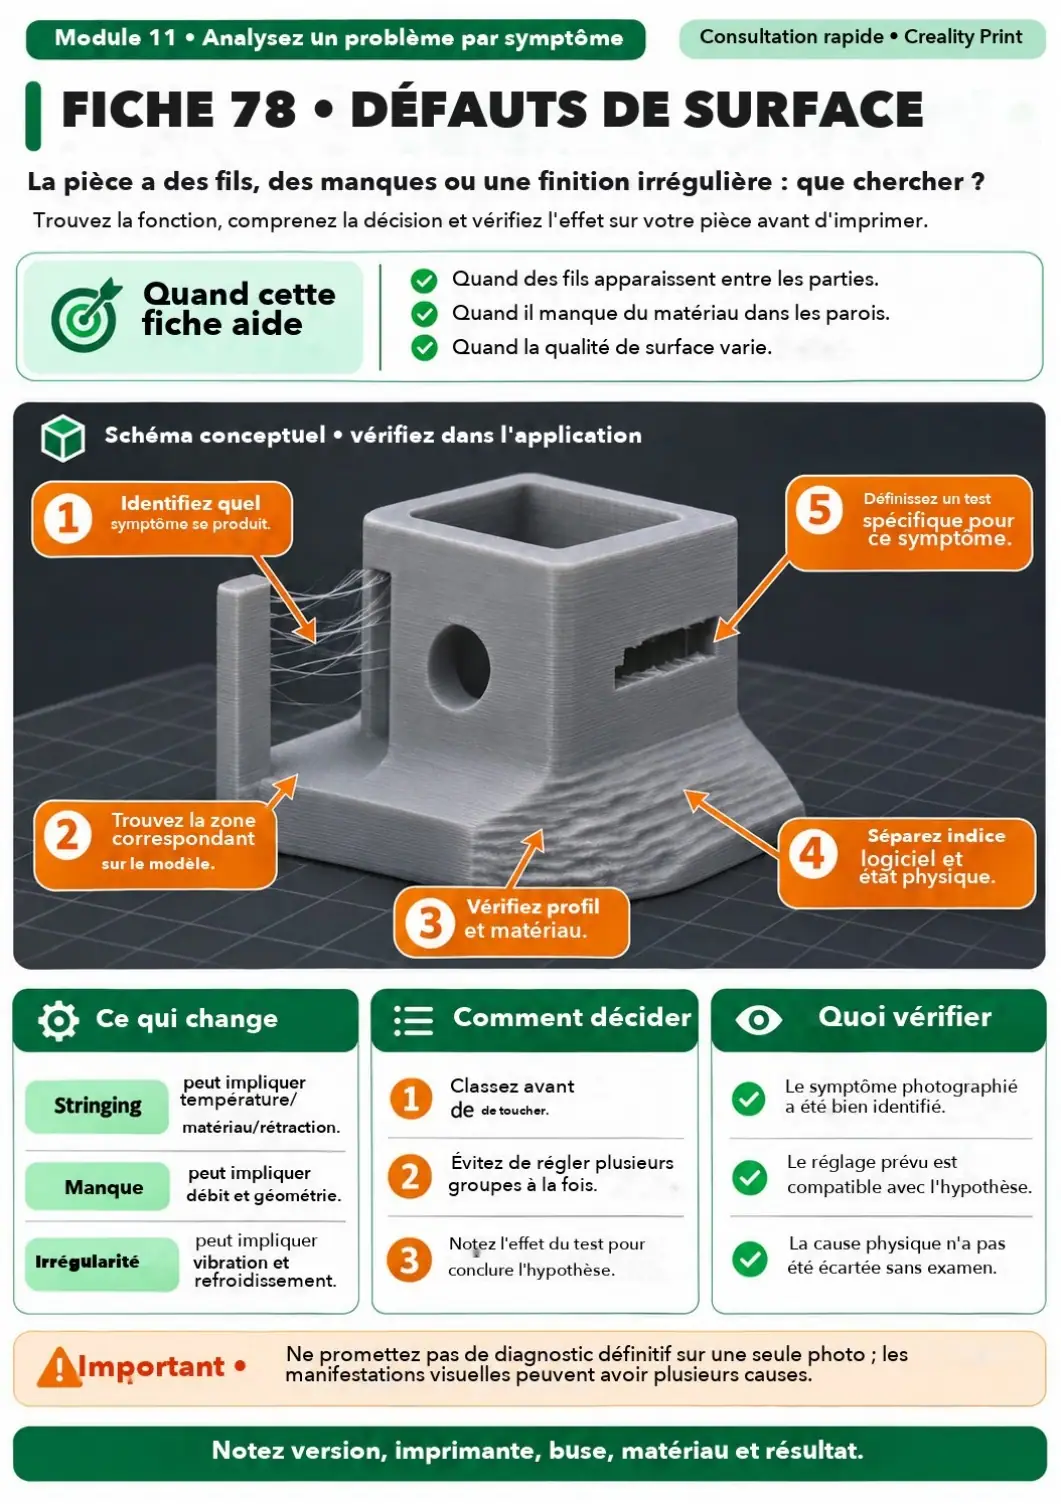 Module 11 • Analysez un problème par symptôme
Consultation rapide • Creality Print
FICHE 78 • DÉFAUTS DE SURFACE
La pièce a des fils, des manques ou une finition irrégulière : que chercher ?
Trouvez la fonction, comprenez la décision et vérifiez l'effet sur votre pièce avant d'imprimer.
Quand cette
fiche aide
Quand des fils apparaissent entre les parties.
Quand il manque du matériau dans les parois.
Quand la qualité de surface varie.
Schéma conceptuel • vérifiez dans l'application
1
Identifiez quel
symptôme se produit.
5
Définissez un test
spécifique pour
ce symptôme.
2
Trouvez la zone
correspondant
sur le modèle.
3
Vérifiez profil
et matériau.
4
Séparez indice
logiciel et
état physique.
Ce qui change
Stringing
peut impliquer
température/
matériau/rétraction.
Manque
peut impliquer
débit et géométrie.
Irrégularité
peut impliquer
vibration et
refroidissement.
Comment décider
1
Classez avant
de de toucher.
2
Évitez de régler plusieurs
groupes à la fois.
3
Notez l'effet du test pour
conclure l'hypothèse.
Quoi vérifier
Le symptôme photographié
a été bien identifié.
Le réglage prévu est
compatible avec l'hypothèse.
La cause physique n'a pas
été écartée sans examen.
Important •
Ne promettez pas de diagnostic définitif sur une seule photo ; les
manifestations visuelles peuvent avoir plusieurs causes.
Notez version, imprimante, buse, matériau et résultat.